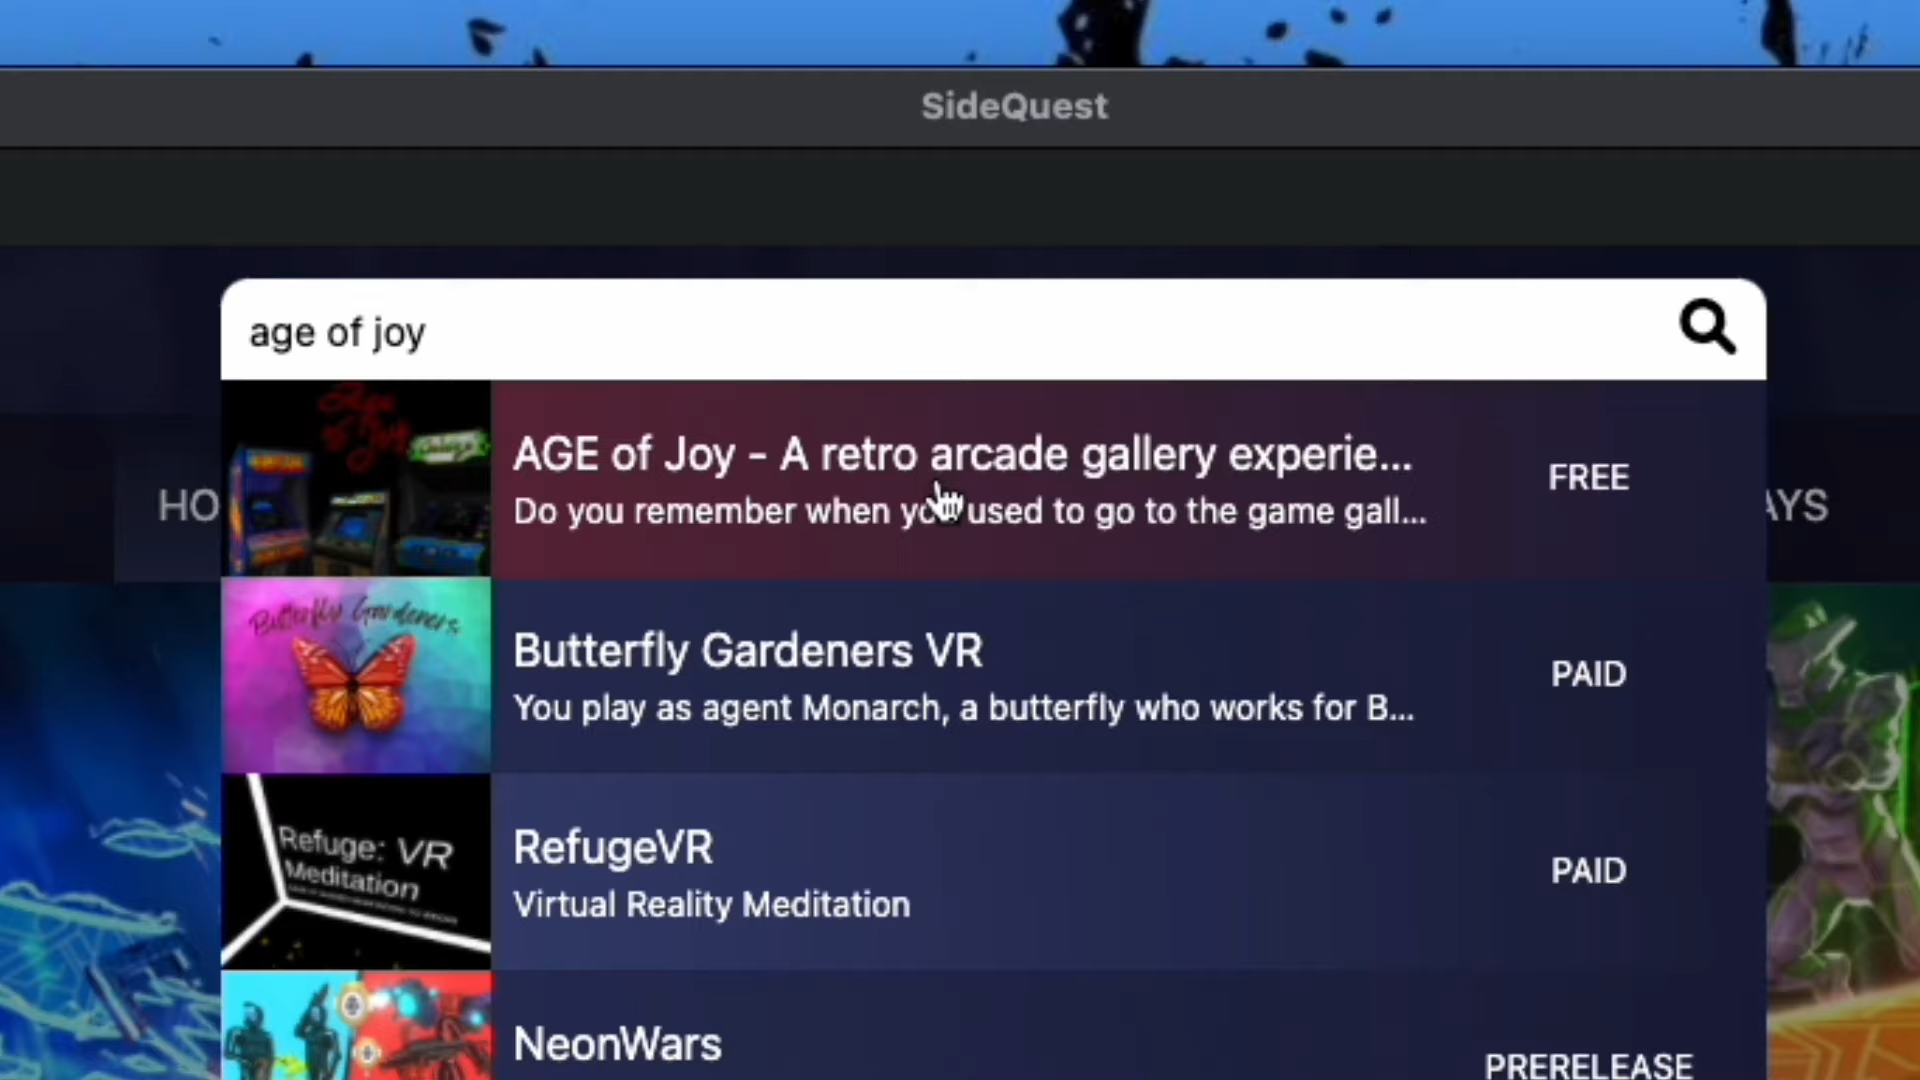 SideQuest
age of joy
AGE of Joy - A retro arcade gallery experie...
Do you remember when you used to go to the game gall...
FREE
HO
AYS
Butterfly Gardeners
Butterfly Gardeners VR
You play as agent Monarch, a butterfly who works for B...
PAID
Refuge: VR
Meditation
RefugeVR
Virtual Reality Meditation
PAID
NeonWars
PRERELEASE